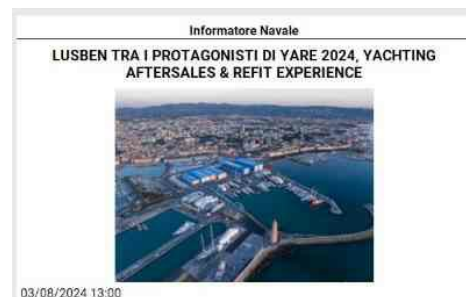 Informatore Navale
LUSBEN TRA I PROTAGONISTI DI YARE 2024, YACHTING
AFTERSALES & REFIT EXPERIENCE
03/08/2024 13:00